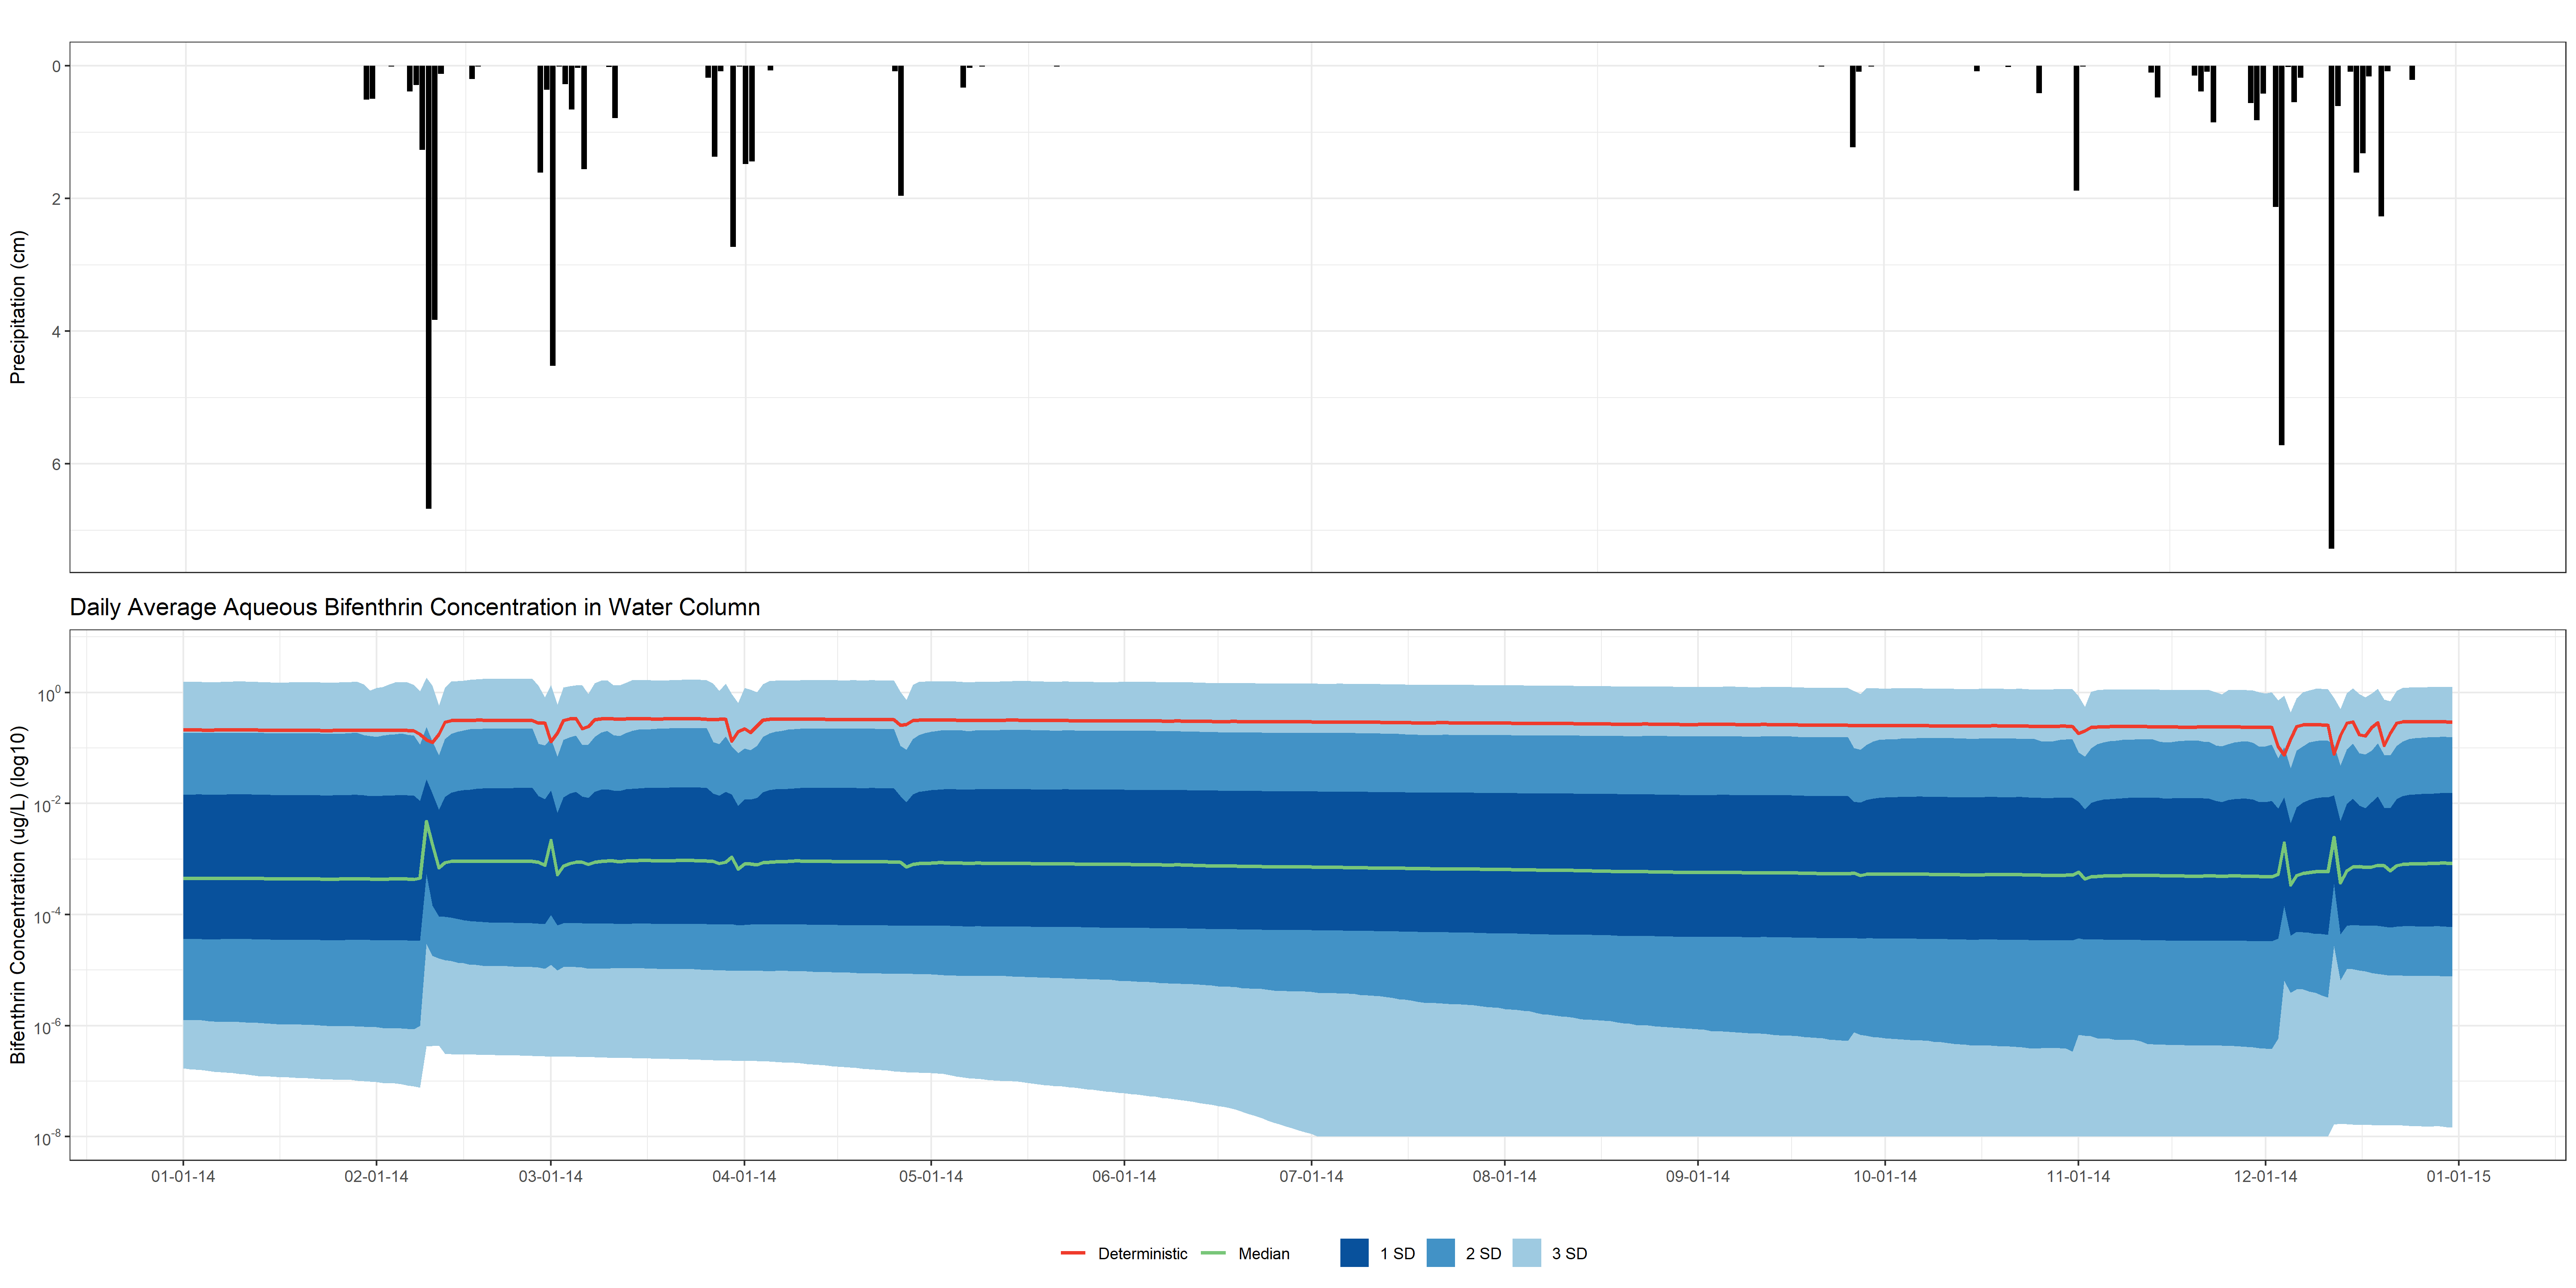 Precipitation (cm)
0
2
4
6
Daily Average Aqueous Bifenthrin Concentration in Water Column
Bifenthrin Concentration (ug/L) (log10)
10^0
10^-2
10^-4
10^-6
10^-8
01-01-14 02-01-14 03-01-14 04-01-14 05-01-14 06-01-14 07-01-14 08-01-14 09-01-14 10-01-14 11-01-14 12-01-14 01-01-15
Deterministic Median 1 SD 2 SD 3 SD